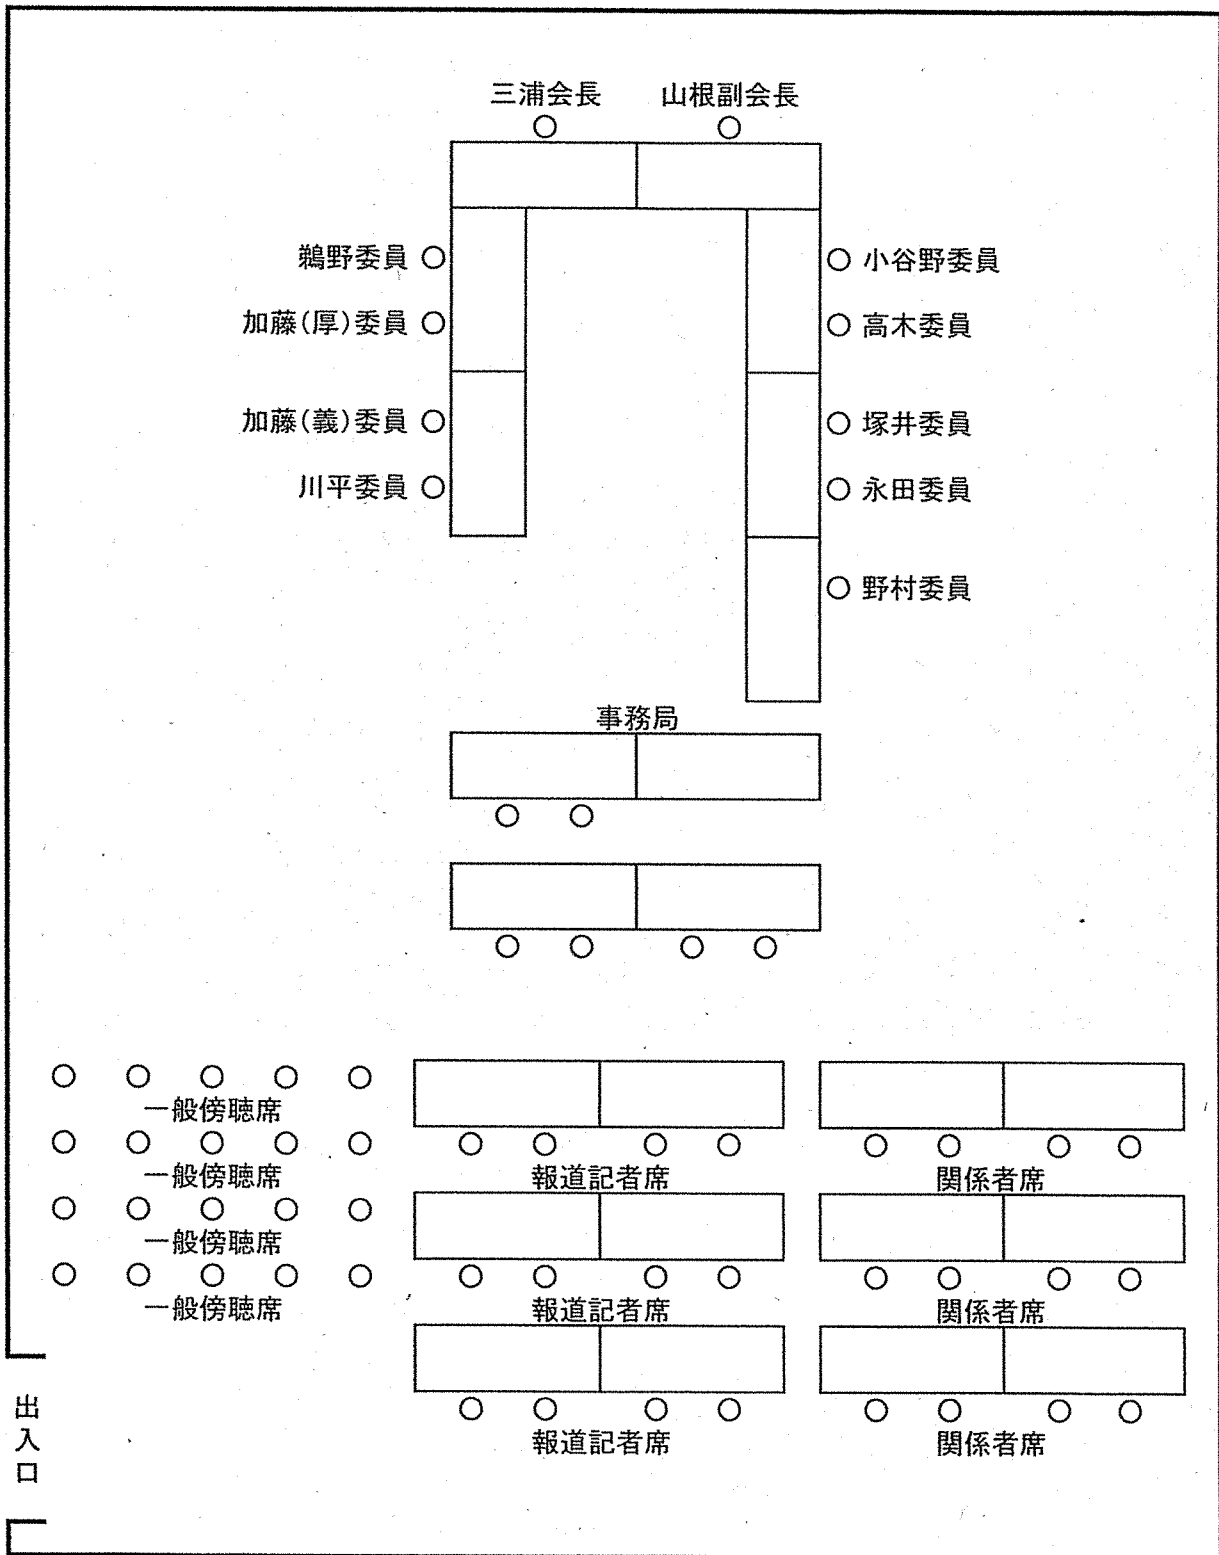 三浦会長 山根副会長
鵜野委員 小谷野委員
加藤(厚)委員 高木委員
加藤(義)委員 塚井委員
川平委員 永田委員
野村委員
事務局
一般傍聴席
一般傍聴席 報道記者席 関係者席
一般傍聴席
一般傍聴席 報道記者席 関係者席
報道記者席 関係者席
出入口